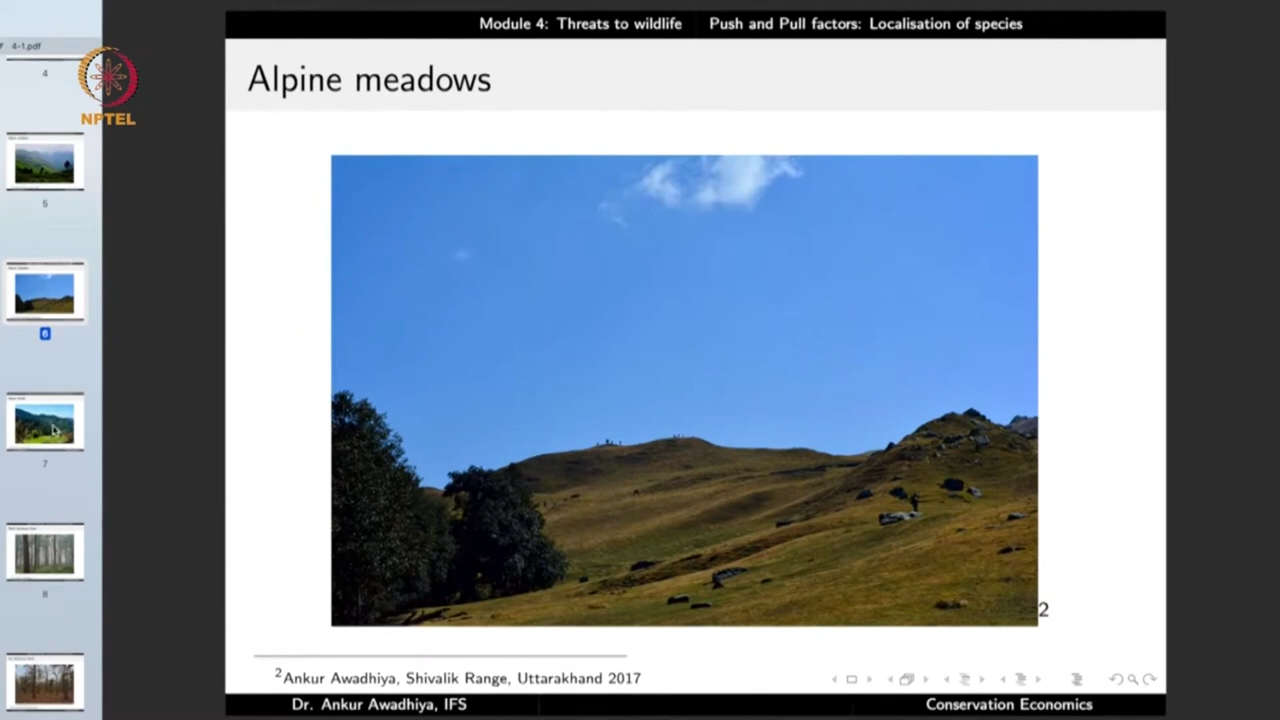 Module 4: Threats to wildlife Push and Pull factors: Localisation of species
4-1.pdf
4
NPTEL
Alpine meadows
5
6
7
8
2
2Ankur Awadhiya, Shivalik Range, Uttarakhand 2017
Dr. Ankur Awadhiya, IFS Conservation Economics